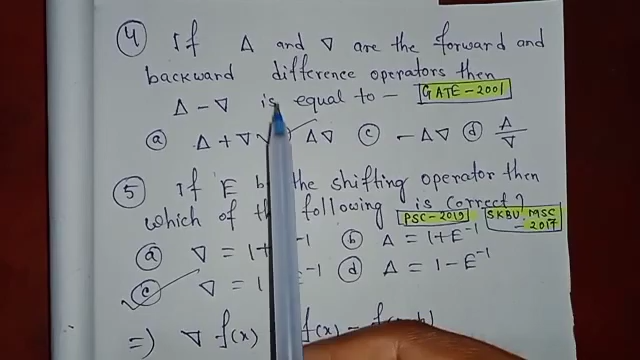 ④ If Δ and ∇ are the forward and
backward difference operators then
Δ - ∇ is equal to - GATE-2001
ⓐ Δ + ∇ Δ∇ ⓒ -Δ∇ ⓓ Δ/∇
⑤ If E the shifting operator then
which of following is correct?
PSC-2019 SKBU MSC - 2017
ⓐ ∇ = 1+ -1 ⓑ Δ = 1+E⁻¹
ⓒ ∇ = 1 -1 ⓓ Δ = 1-E⁻¹
=) ∇ f(x) f(x) -